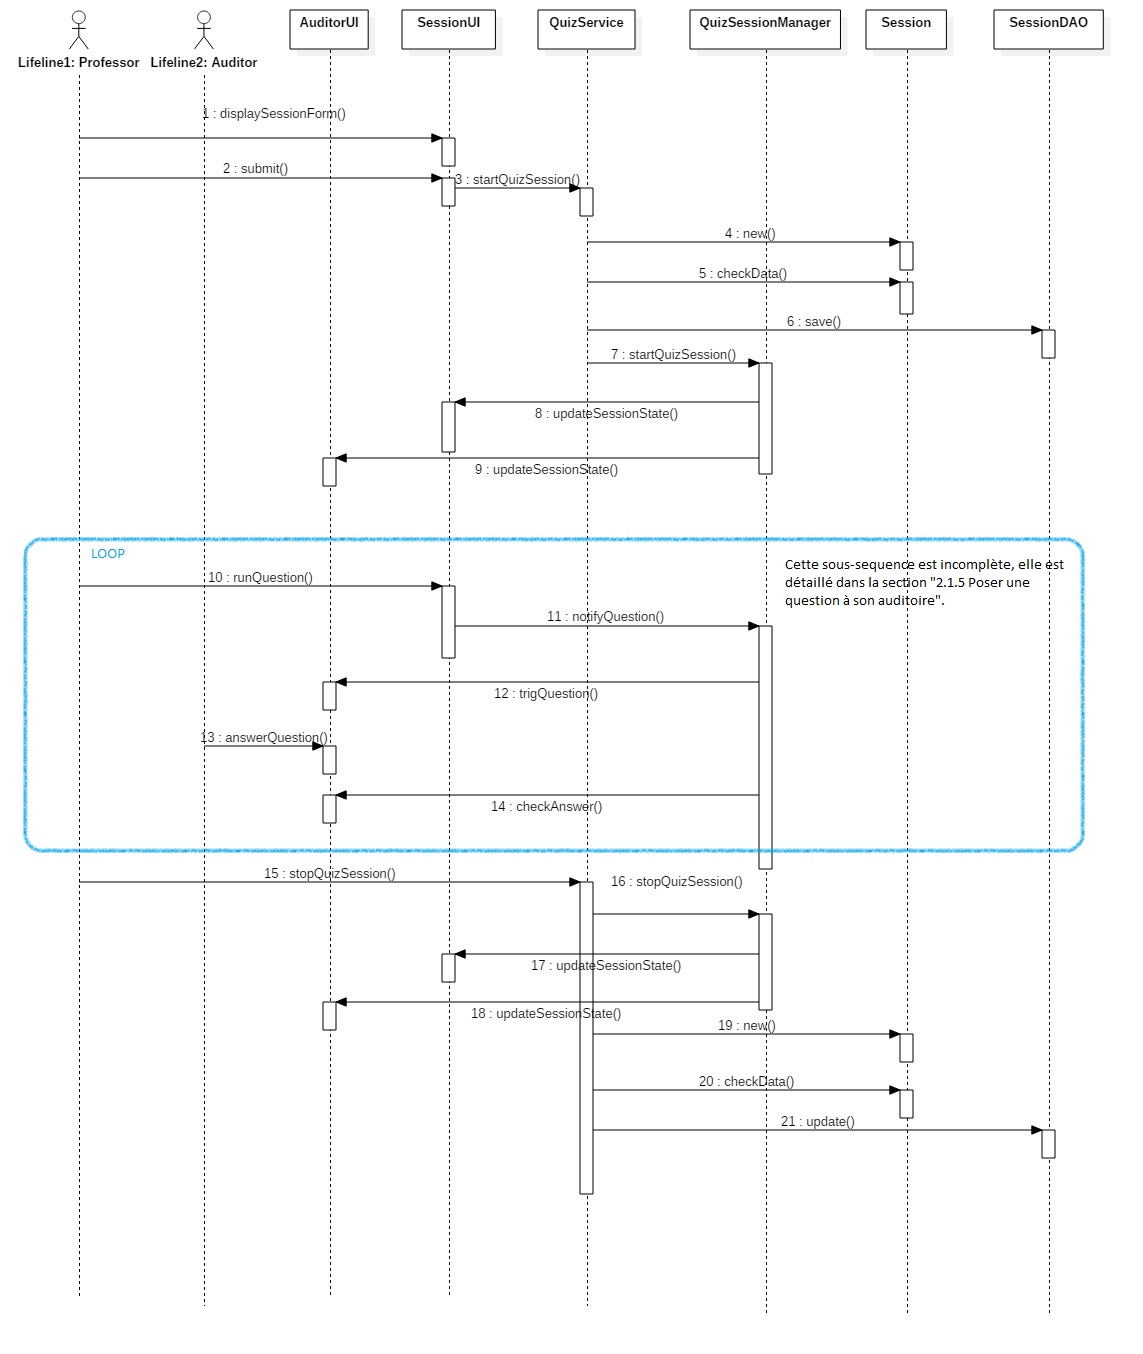 AuditorUI SessionUI QuizService QuizSessionManager Session SessionDAO
Lifeline1: Professor Lifeline2: Auditor
1 : displaySessionForm()
2 : submit()
3 : startQuizSession()
4 : new()
5 : checkData()
6 : save()
7 : startQuizSession()
8 : updateSessionState()
9 : updateSessionState()
LOOP
Cette sous-sequence est incomplète, elle est
détaillé dans la section "2.1.5 Poser une
question à son auditoire".
10 : runQuestion()
11 : notifyQuestion()
12 : trigQuestion()
13 : answerQuestion()
14 : checkAnswer()
15 : stopQuizSession()
16 : stopQuizSession()
17 : updateSessionState()
18 : updateSessionState()
19 : new()
20 : checkData()
21 : update()